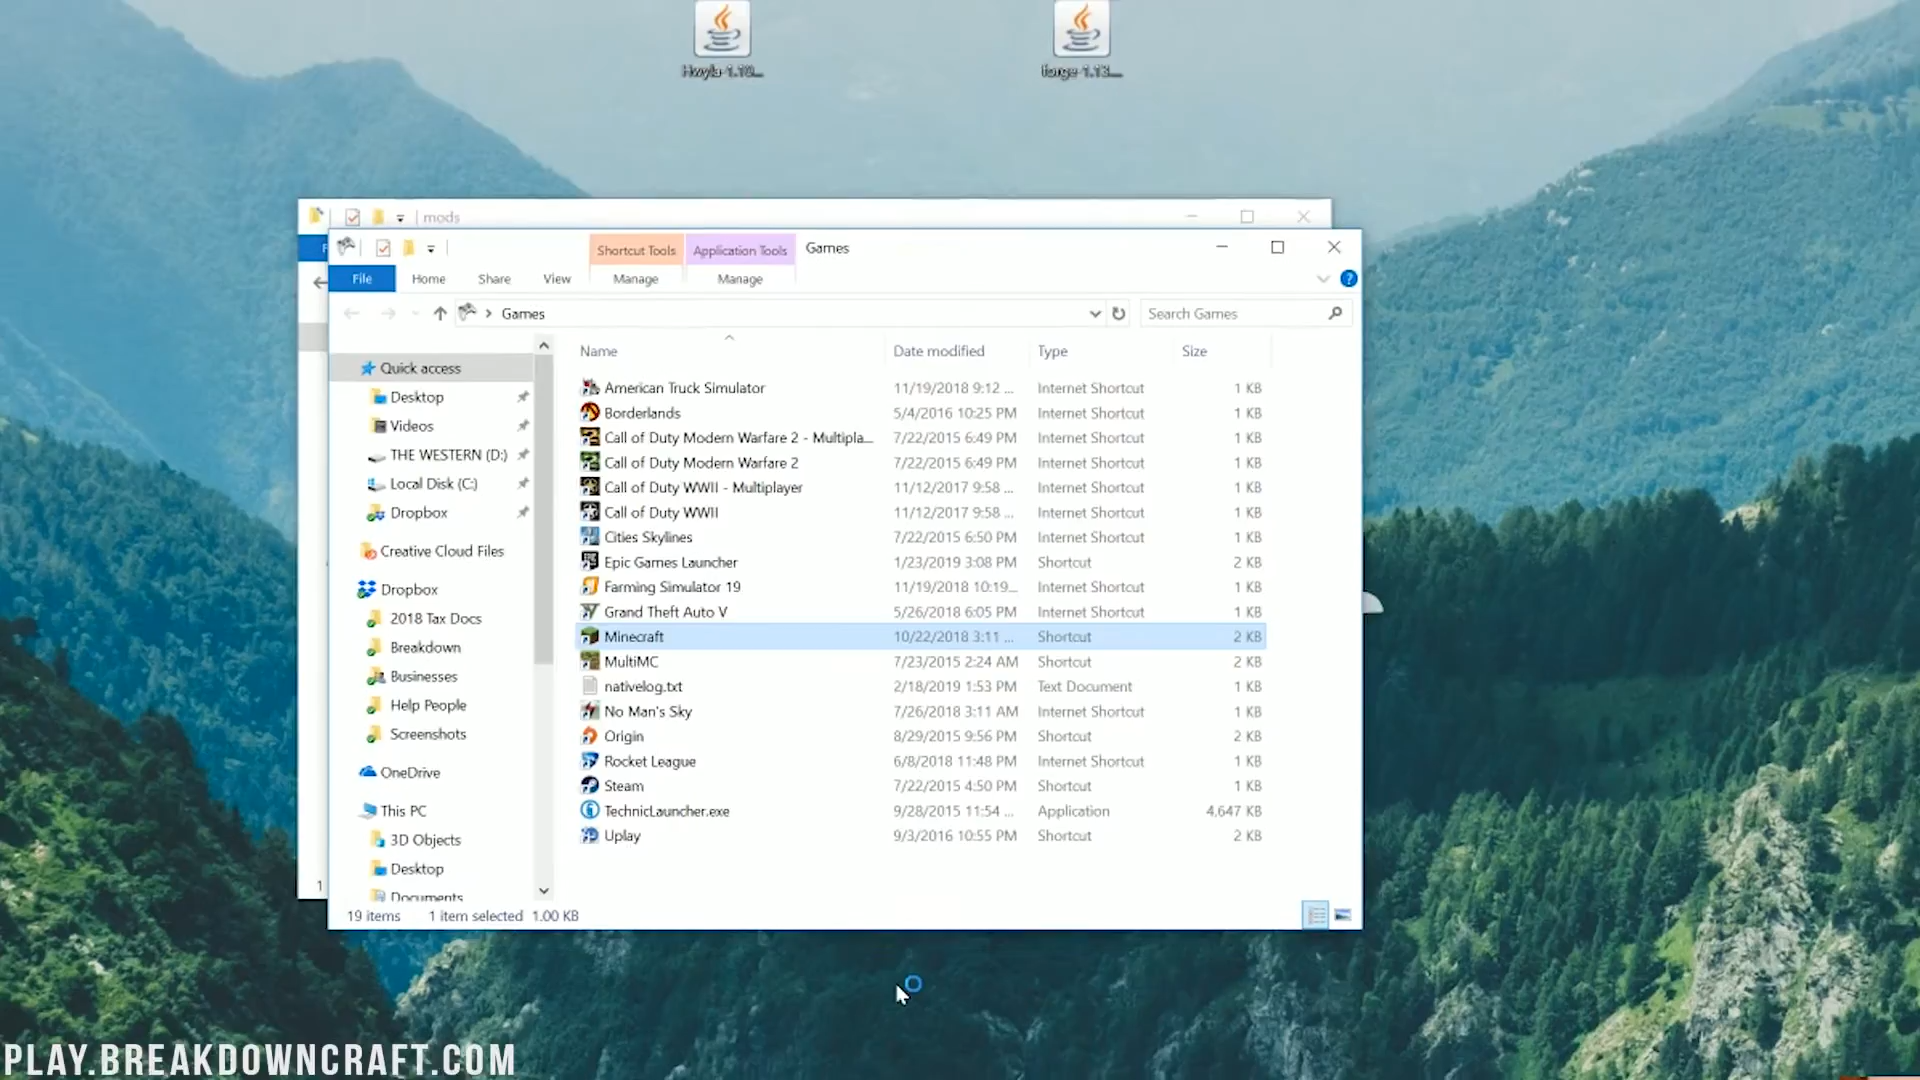 Hwyla-1.10...
forge-1.13....
mods
Shortcut Tools
Application Tools
Games
File
Home
Share
View
Manage
Manage
Games
Search Games
Name
Date modified
Type
Size
Quick access
Desktop
Videos
THE WESTERN (D:)
Local Disk (C:)
Dropbox
Creative Cloud Files
Dropbox
2018 Tax Docs
Breakdown
Businesses
Help People
Screenshots
OneDrive
This PC
3D Objects
Desktop
Documents
American Truck Simulator 11/19/2018 9:12 ... Internet Shortcut 1 KB
Borderlands 5/4/2016 10:25 PM Internet Shortcut 1 KB
Call of Duty Modern Warfare 2 - Multipla... 7/22/2015 6:49 PM Internet Shortcut 1 KB
Call of Duty Modern Warfare 2 7/22/2015 6:49 PM Internet Shortcut 1 KB
Call of Duty WWII - Multiplayer 11/12/2017 9:58 ... Internet Shortcut 1 KB
Call of Duty WWII 11/12/2017 9:58 ... Internet Shortcut 1 KB
Cities Skylines 7/22/2015 6:50 PM Internet Shortcut 1 KB
Epic Games Launcher 1/23/2019 3:08 PM Shortcut 2 KB
Farming Simulator 19 11/19/2018 10:19... Internet Shortcut 1 KB
Grand Theft Auto V 5/26/2018 6:05 PM Internet Shortcut 1 KB
Minecraft 10/22/2018 3:11 ... Shortcut 2 KB
MultiMC 7/23/2015 2:24 AM Shortcut 2 KB
nativelog.txt 2/18/2019 1:53 PM Text Document 1 KB
No Man's Sky 7/26/2018 3:11 AM Internet Shortcut 1 KB
Origin 8/29/2015 9:56 PM Shortcut 2 KB
Rocket League 6/8/2018 11:48 PM Internet Shortcut 1 KB
Steam 7/22/2015 4:50 PM Shortcut 1 KB
TechnicLauncher.exe 9/28/2015 11:54 ... Application 4,647 KB
Uplay 9/3/2016 10:55 PM Shortcut 2 KB
1
19 items 1 item selected 1.00 KB
PLAY.BREAKDOWNCRAFT.COM